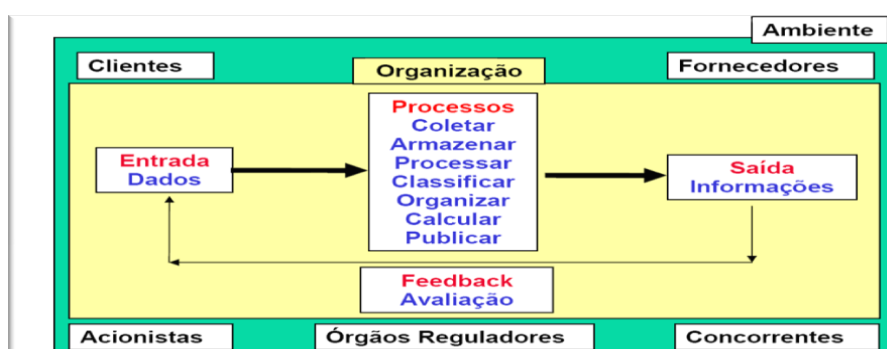 Ambiente
Clientes
Organização
Fornecedores
Processos
Coletar
Armazenar
Processar
Classificar
Organizar
Calcular
Publicar
Entrada
Dados
Saída
Informações
Feedback
Avaliação
Acionistas
Órgãos Reguladores
Concorrentes